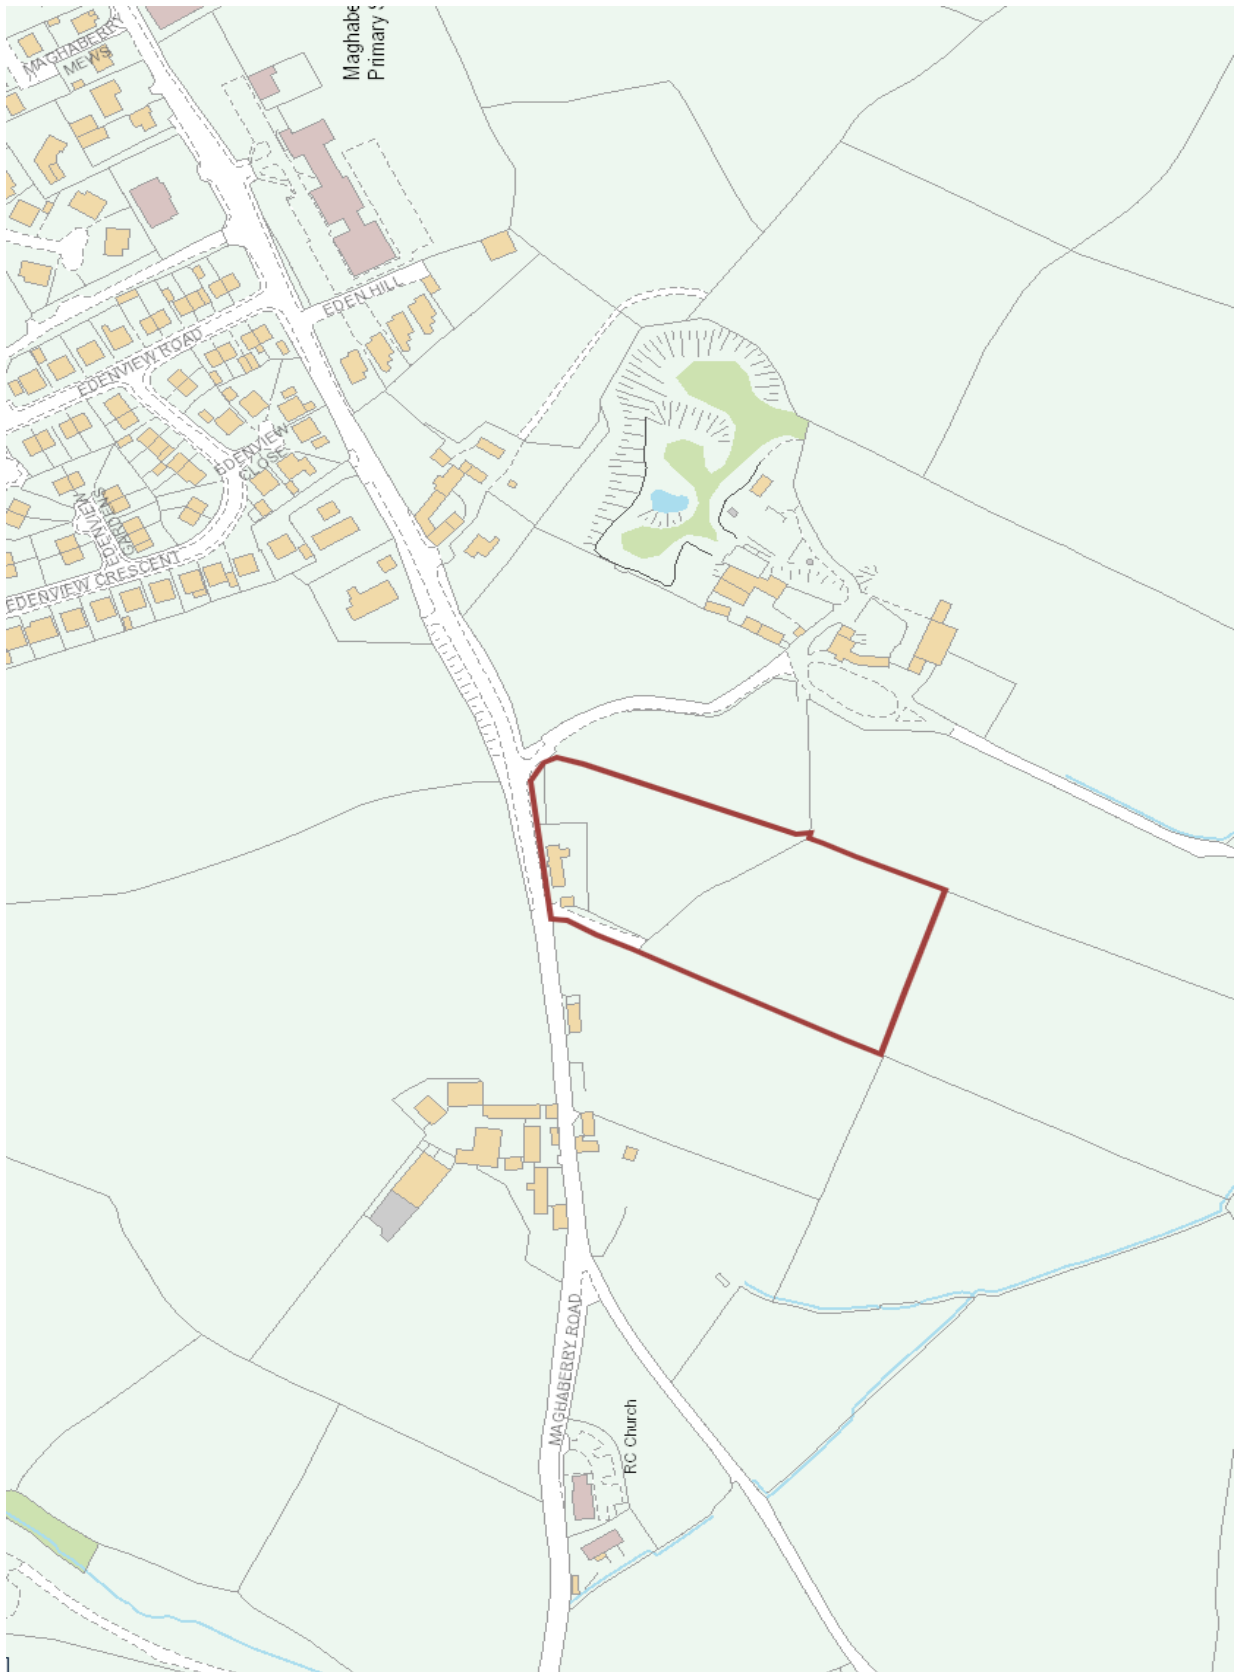 MAGHABERRY
MEWS
Maghabe
Primary S
EDEN HILL
EDENVIEW ROAD
EDENVIEW
CLOSE
EDENVIEW
GARDENS
EDENVIEW CRESCENT
MAGHABERRY ROAD
RC Church